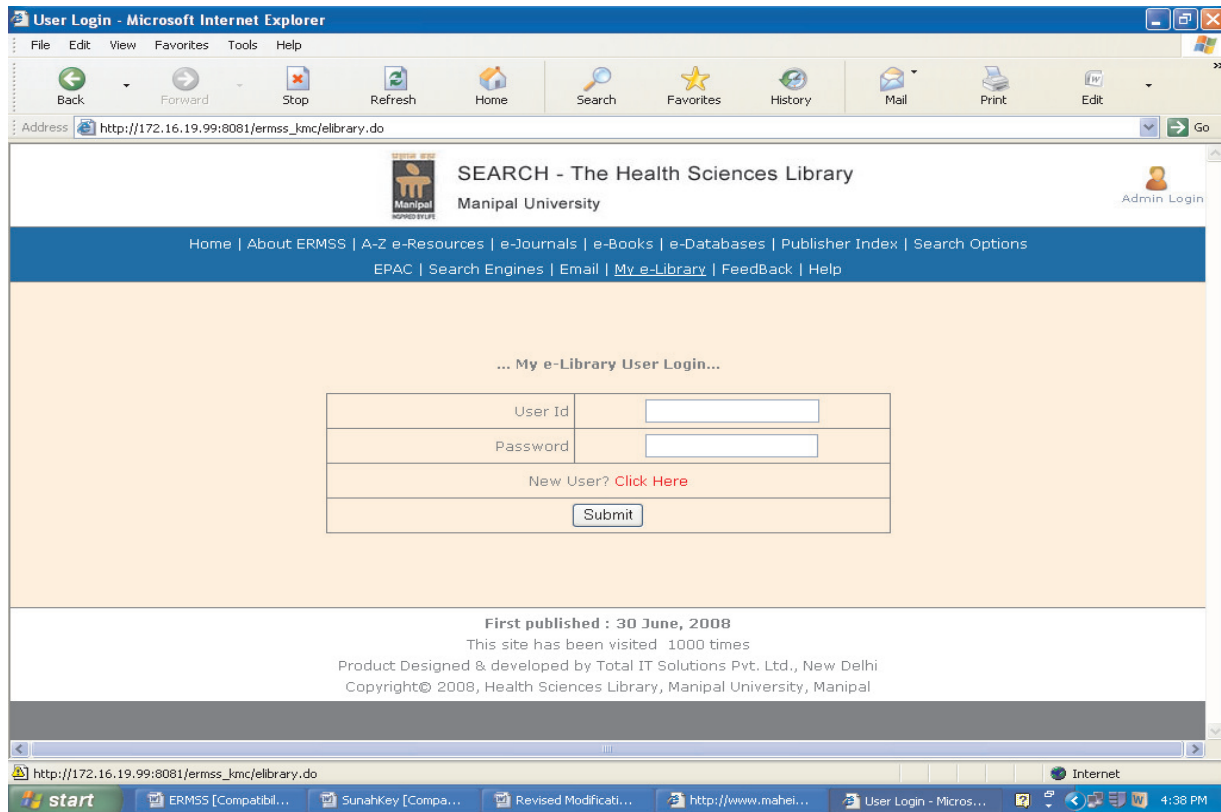 User Login - Microsoft Internet Explorer
File Edit View Favorites Tools Help
Back Forward Stop Refresh Home Search Favorites History Mail Print Edit
Address http://172.16.19.99:8081/ermss_kmc/elibrary.do Go
Manipal
INSPIRED BY LIFE
SEARCH - The Health Sciences Library
Manipal University
Admin Login
Home | About ERMSS | A-Z e-Resources | e-Journals | e-Books | e-Databases | Publisher Index | Search Options
EPAC | Search Engines | Email | My e-Library | FeedBack | Help
... My e-Library User Login...
User Id
Password
New User? Click Here
Submit
First published : 30 June, 2008
This site has been visited 1000 times
Product Designed & developed by Total IT Solutions Pvt. Ltd., New Delhi
Copyright© 2008, Health Sciences Library, Manipal University, Manipal
http://172.16.19.99:8081/ermss_kmc/elibrary.do Internet
start ERMSS [Compatibil... SunahKey [Compa... Revised Modificati... http://www.mahei... User Login - Micros... 4:38 PM